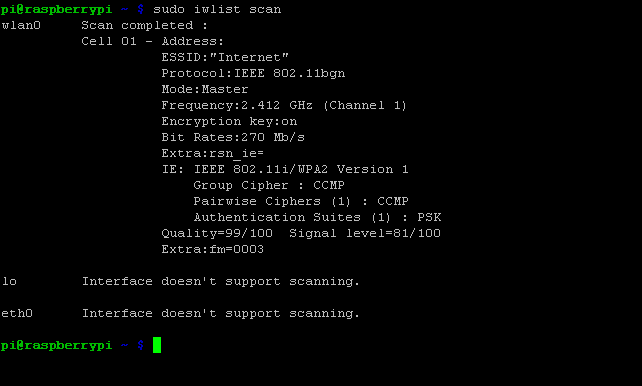 pi@raspberrypi ~ $ sudo iwlist scan
wlan0     Scan completed :
          Cell 01 - Address:
                    ESSID:"Internet"
                    Protocol:IEEE 802.11bgn
                    Mode:Master
                    Frequency:2.412 GHz (Channel 1)
                    Encryption key:on
                    Bit Rates:270 Mb/s
                    Extra:rsn_ie=
                    IE: IEEE 802.11i/WPA2 Version 1
                        Group Cipher : CCMP
                        Pairwise Ciphers (1) : CCMP
                        Authentication Suites (1) : PSK
                    Quality=99/100  Signal level=81/100
                    Extra:fm=0003
lo        Interface doesn't support scanning.
eth0      Interface doesn't support scanning.
pi@raspberrypi ~ $